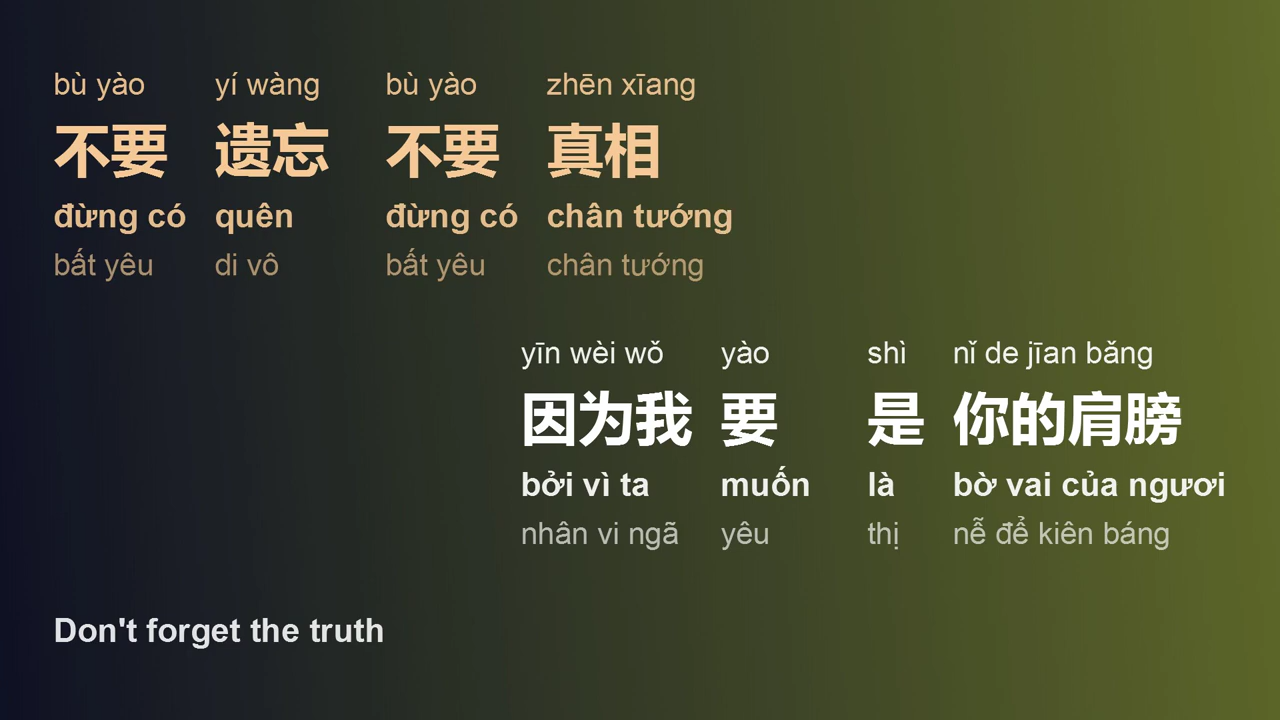 bù yào yí wàng bù yào zhēn xīang
不要 遗忘 不要 真相
đừng có quên đừng có chân tướng
bất yêu di vô bất yêu chân tướng
yīn wèi wǒ yào shì nǐ de jīan bǎng
因为我 要 是 你的肩膀
bởi vì ta muốn là bờ vai của ngươi
nhân vi ngã yêu thị nễ để kiên báng
Don't forget the truth